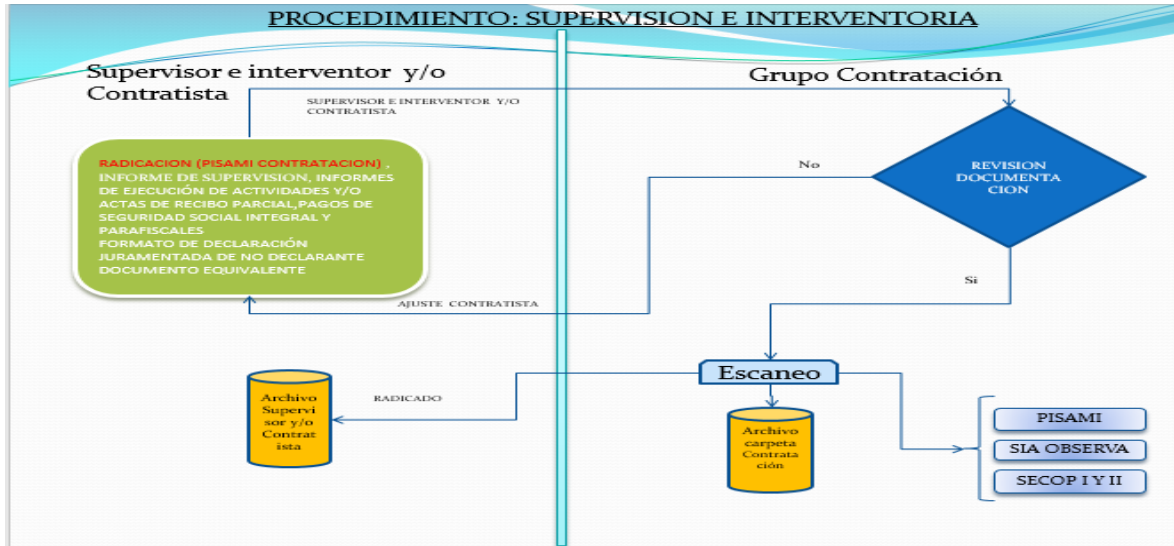 PROCEDIMIENTO: SUPERVISION E INTERVENTORIA
Supervisor e interventor y/o
Contratista
Grupo Contratación
SUPERVISOR E INTERVENTOR Y/O
CONTRATISTA
RADICACION (PISAMI CONTRATACION) ,
INFORME DE SUPERVISION, INFORMES
DE EJECUCIÓN DE ACTIVIDADES Y/O
ACTAS DE RECIBO PARCIAL,PAGOS DE
SEGURIDAD SOCIAL INTEGRAL Y
PARAFISCALES
FORMATO DE DECLARACIÓN
JURAMENTADA DE NO DECLARANTE
DOCUMENTO EQUIVALENTE
No
REVISION
DOCUMENTA
CION
Si
AJUSTE CONTRATISTA
Escaneo
RADICADO
Archivo
Supervi
sor y/o
Contrat
ista
Archivo
carpeta
Contrata
ción
PISAMI
SIA OBSERVA
SECOP I Y II